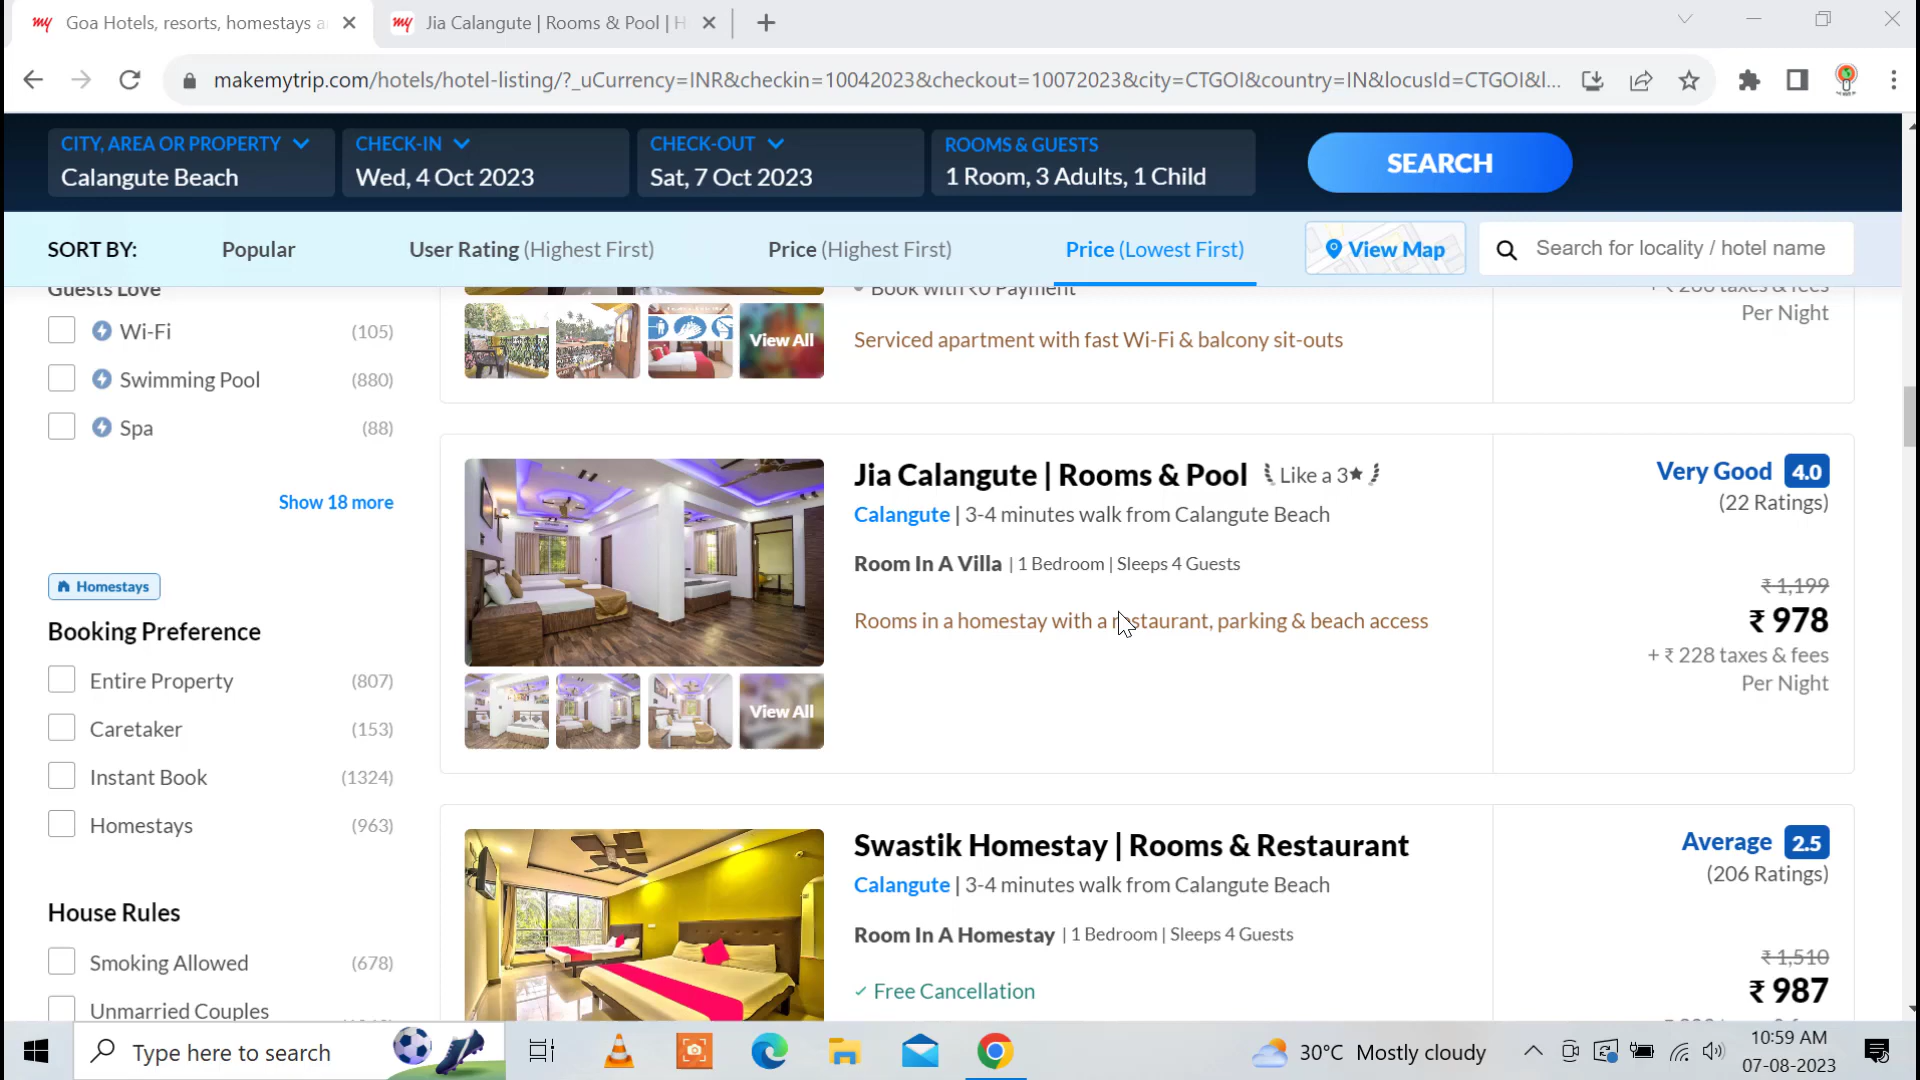 Goa Hotels, resorts, homestays a
Jia Calangute | Rooms & Pool | H
makemytrip.com/hotels/hotel-listing/?_uCurrency=INR&checkin=10042023&checkout=10072023&city=CTGOI&country=IN&locusId=CTGOI&l...
CITY, AREA OR PROPERTY
Calangute Beach
CHECK-IN
Wed, 4 Oct 2023
CHECK-OUT
Sat, 7 Oct 2023
ROOMS & GUESTS
1 Room, 3 Adults, 1 Child
SEARCH
SORT BY:
Popular
User Rating (Highest First)
Price (Highest First)
Price (Lowest First)
View Map
Search for locality / hotel name
Guests Love
Wi-Fi (105)
Swimming Pool (880)
Spa (88)
Show 18 more
Homestays
Booking Preference
Entire Property (807)
Caretaker (153)
Instant Book (1324)
Homestays (963)
House Rules
Smoking Allowed (678)
Unmarried Couples
Book with ₹0 Payment
Serviced apartment with fast Wi-Fi & balcony sit-outs
View All
taxes & fees
Per Night
Jia Calangute | Rooms & Pool
Like a 3★
Calangute | 3-4 minutes walk from Calangute Beach
Room In A Villa | 1 Bedroom | Sleeps 4 Guests
Rooms in a homestay with a restaurant, parking & beach access
View All
Very Good 4.0
(22 Ratings)
₹ 1,199
₹ 978
+ ₹ 228 taxes & fees
Per Night
Swastik Homestay | Rooms & Restaurant
Calangute | 3-4 minutes walk from Calangute Beach
Room In A Homestay | 1 Bedroom | Sleeps 4 Guests
✓ Free Cancellation
Average 2.5
(206 Ratings)
₹ 1,510
₹ 987
Type here to search
30°C Mostly cloudy
10:59 AM
07-08-2023